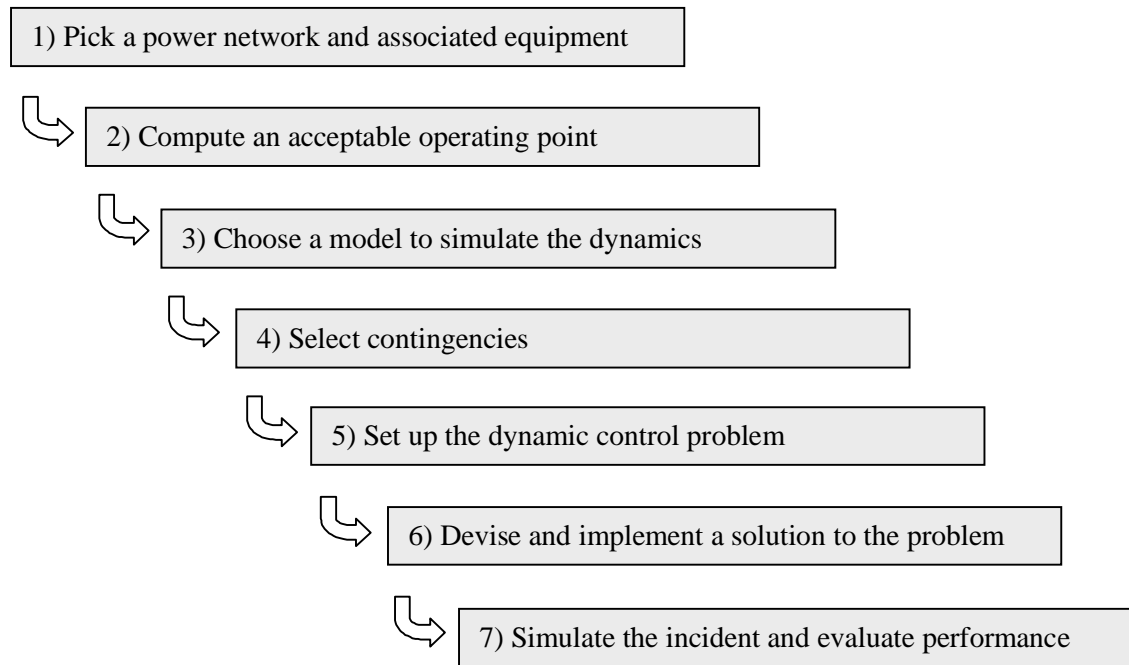 1) Pick a power network and associated equipment
2) Compute an acceptable operating point
3) Choose a model to simulate the dynamics
4) Select contingencies
5) Set up the dynamic control problem
6) Devise and implement a solution to the problem
7) Simulate the incident and evaluate performance